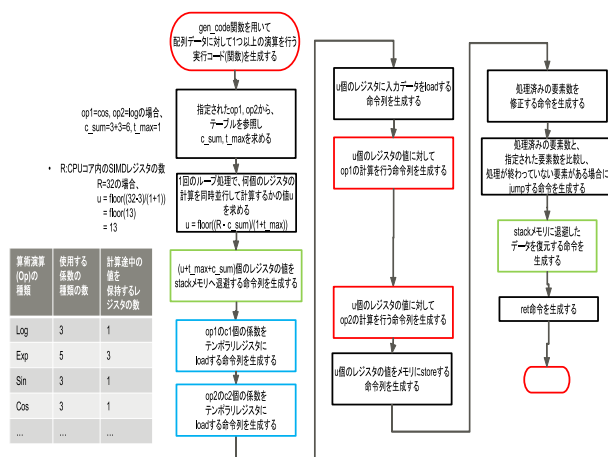 gen_code関数を用いて
配列データに対して1つ以上の演算を行う
実行コード(関数)を生成する
op1=cos, op2=logの場合、
c_sum=3+3=6, t_max=1
指定されたop1, op2から、
テーブルを参照し
c_sum, t_maxを求める
• R:CPUコア内のSIMDレジスタの数
R=32の場合、
u = floor((32-3)/(1+1))
= floor(13)
= 13
1回のループ処理で、何個のレジスタの
計算を同時並行して計算するかの値u
を求める
u = floor((R - c_sum)/(1+t_max))
算術演算
(Op)の
種類
使用する
係数の
種類の数
計算途中の
値を
保持するレ
ジスタの数
Log 3 1
Exp 5 3
Sin 3 1
Cos 3 1
… … …
(u+t_max+c_sum)個のレジスタの値を
stackメモリへ退避する命令列を生成する
op1のc1個の係数を
テンポラリレジスタに
loadする命令列を生成する
op2のc2個の係数を
テンポラリレジスタに
loadする命令列を生成する
u個のレジスタに入力データをloadする
命令列を生成する
u個のレジスタの値に対して
op1の計算を行う命令列を生成する
u個のレジスタの値に対して
op2の計算を行う命令列を生成する
u個のレジスタの値をメモリにstoreする
命令列を生成する
処理済みの要素数を
修正する命令を生成する
処理済みの要素数と、
指定された要素数を比較し、
処理が終わっていない要素がある場合に
jumpする命令を生成する
stackメモリに退避した
データを復元する命令を
生成する
ret命令を生成する